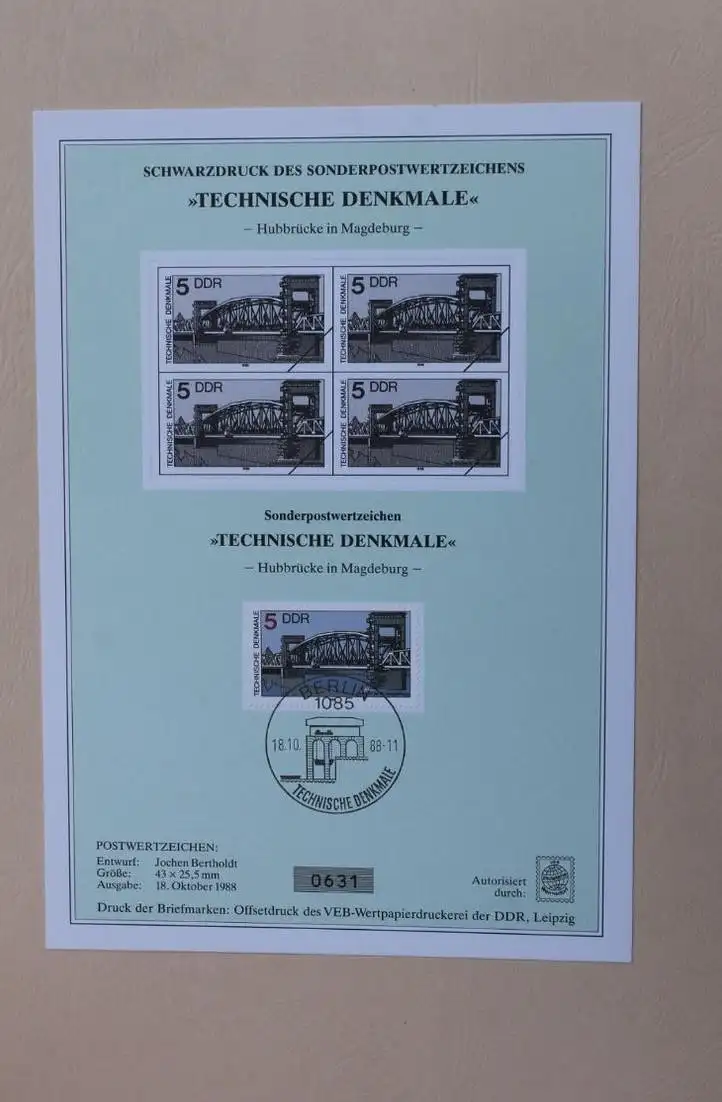 SCHWARZDRUCK DES SONDERPOSTWERTZEICHENS
»TECHNISCHE DENKMALE«
– Hubbrücke in Magdeburg –
5 DDR
TECHNISCHE DENKMALE
5 DDR
TECHNISCHE DENKMALE
5 DDR
TECHNISCHE DENKMALE
5 DDR
TECHNISCHE DENKMALE
Sonderpostwertzeichen
»TECHNISCHE DENKMALE«
– Hubbrücke in Magdeburg –
5 DDR
TECHNISCHE DENKMALE
BERLIN
1085
18.10. 88-11
TECHNISCHE DENKMALE
POSTWERTZEICHEN:
Entwurf: Jochen Bertholdt
Größe: 43 × 25,5 mm
Ausgabe: 18. Oktober 1988
0631
Autorisiert
durch:
Druck der Briefmarken: Offsetdruck des VEB-Wertpapierdruckerei der DDR, Leipzig